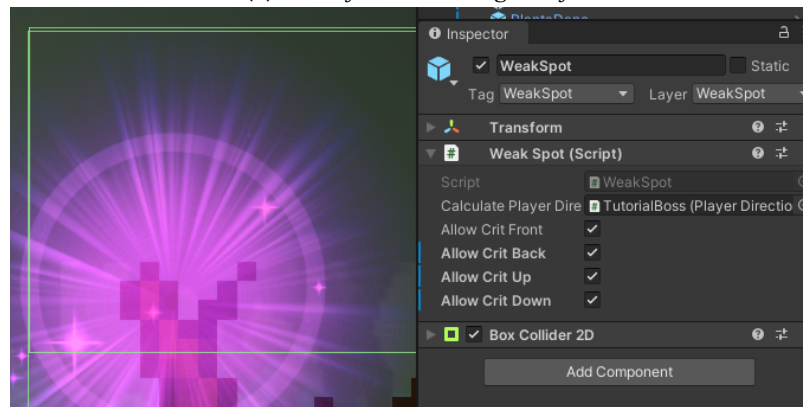 PlanteDepo
Inspector
WeakSpot Static
Tag WeakSpot Layer WeakSpot
Transform
# Weak Spot (Script)
Script # WeakSpot
Calculate Player Dire # TutorialBoss (Player Directio
Allow Crit Front
Allow Crit Back
Allow Crit Up
Allow Crit Down
Box Collider 2D
Add Component